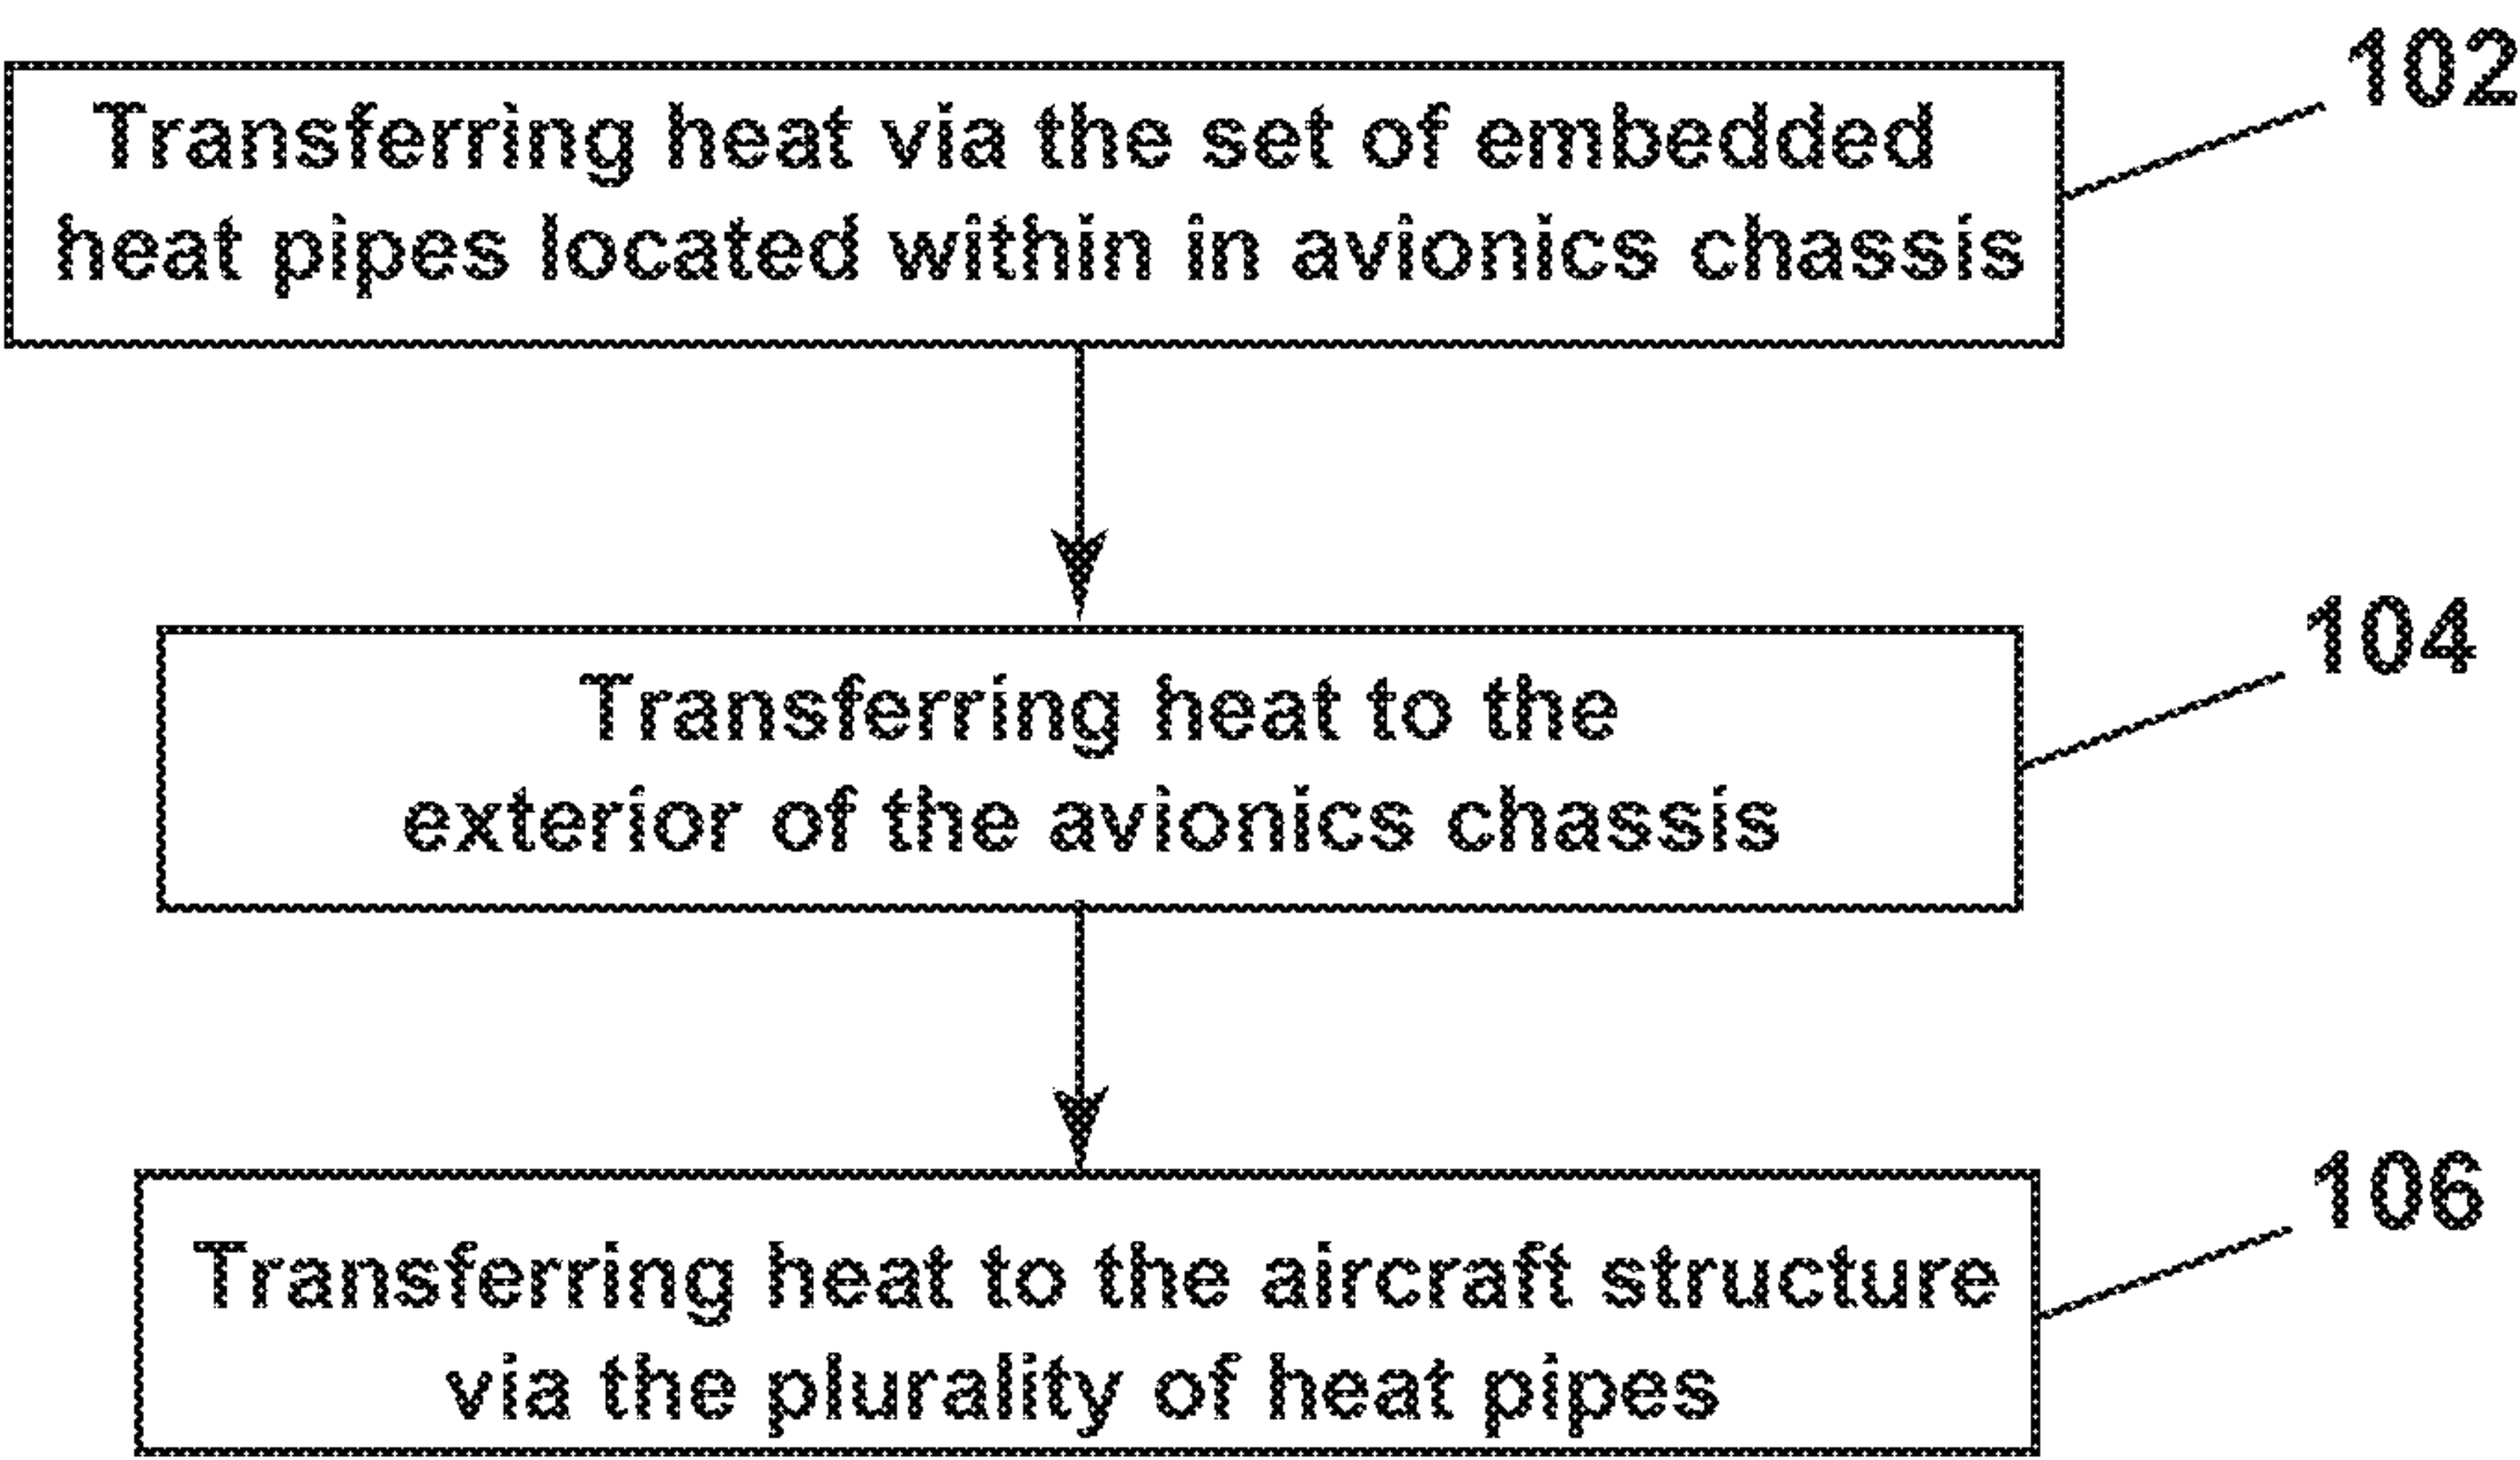 102
Transferring heat via the set of embedded
heat pipes located within in avionics chassis
104
Transferring heat to the
exterior of the avionics chassis
106
Transferring heat to the aircraft structure
via the plurality of heat pipes